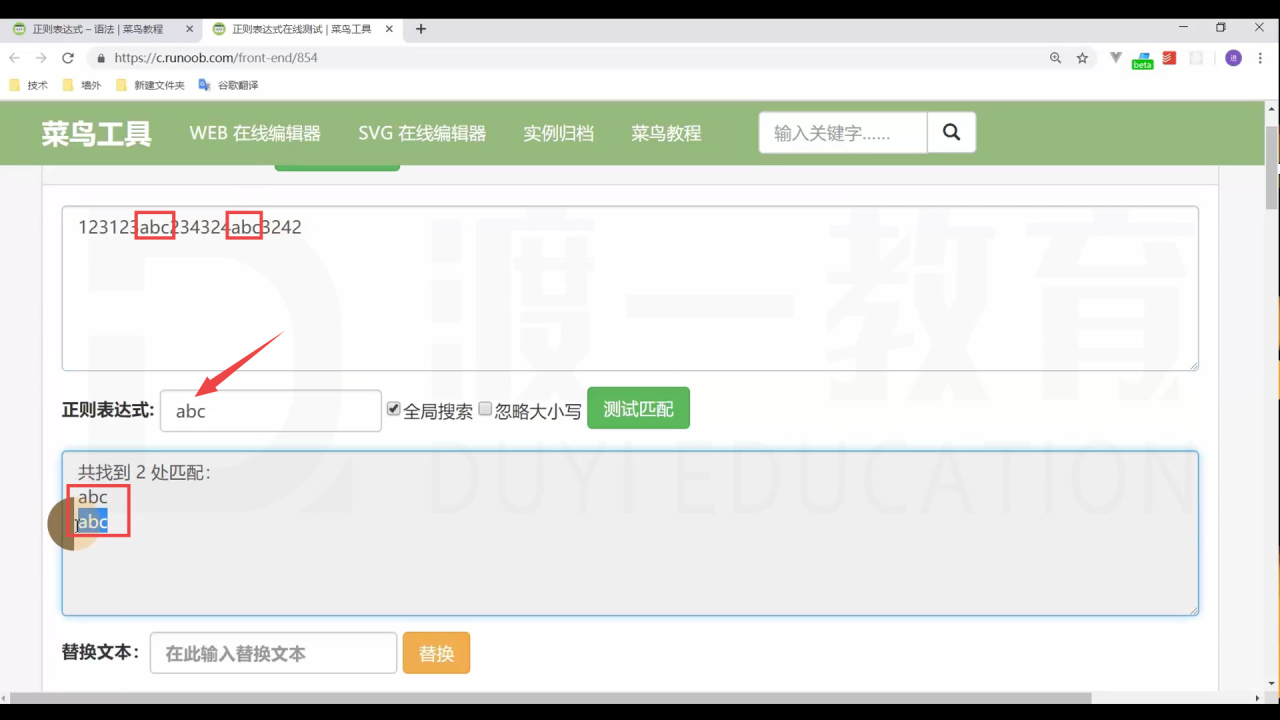 正则表达式 – 语法 | 菜鸟教程
正则表达式在线测试 | 菜鸟工具
https://c.runoob.com/front-end/854
beta
进
技术
墙外
新建文件夹
谷歌翻译
菜鸟工具
WEB 在线编辑器
SVG 在线编辑器
实例归档
菜鸟教程
输入关键字......
123123abc234324abc3242
渡一教育
DUYI EDUCATION
正则表达式:
abc
全局搜索
忽略大小写
测试匹配
共找到 2 处匹配：
abc
abc
替换文本：
在此输入替换文本
替换